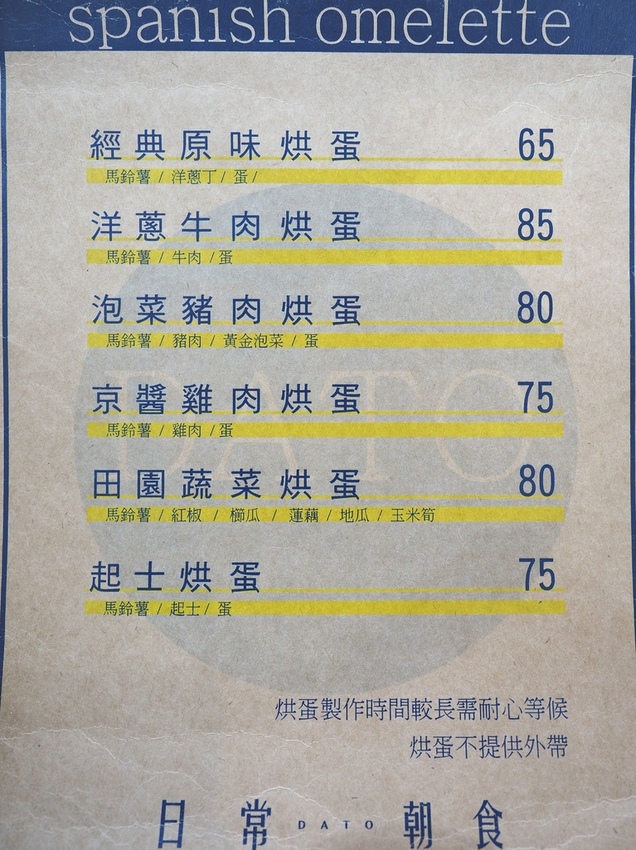 spanish omelette
經典原味烘蛋 65
馬鈴薯 / 洋蔥丁 / 蛋 /
洋蔥牛肉烘蛋 85
馬鈴薯 / 牛肉 / 蛋
泡菜豬肉烘蛋 80
馬鈴薯 / 豬肉 / 黃金泡菜 / 蛋
京醬雞肉烘蛋 75
馬鈴薯 / 雞肉 / 蛋
田園蔬菜烘蛋 80
馬鈴薯 / 紅椒 / 櫛瓜 / 蓮藕 / 地瓜 / 玉米筍
起士烘蛋 75
馬鈴薯 / 起士 / 蛋
DATO
烘蛋製作時間較長需耐心等候
烘蛋不提供外帶
日常 DATO 朝食